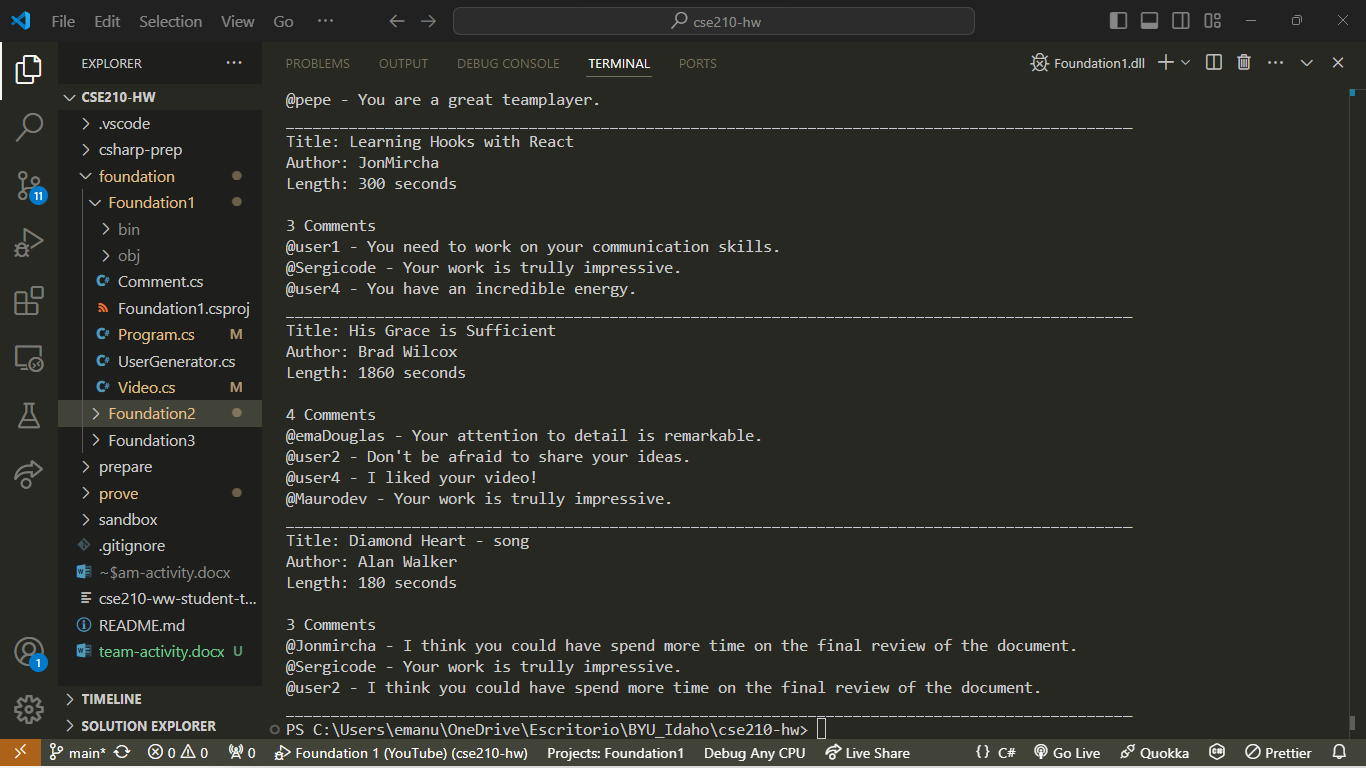 File Edit Selection View Go ··· cse210-hw
EXPLORER ···
CSE210-HW
.vscode
csharp-prep
foundation
Foundation1
bin
obj
Comment.cs
Foundation1.csproj
Program.cs M
UserGenerator.cs
Video.cs M
Foundation2
Foundation3
prepare
prove
sandbox
.gitignore
~$am-activity.docx
cse210-ww-student-t...
README.md
team-activity.docx U
TIMELINE
SOLUTION EXPLORER
11
1
PROBLEMS OUTPUT DEBUG CONSOLE TERMINAL PORTS Foundation1.dll
@pepe - You are a great teamplayer.
Title: Learning Hooks with React
Author: JonMircha
Length: 300 seconds
3 Comments
@user1 - You need to work on your communication skills.
@Sergicode - Your work is trully impressive.
@user4 - You have an incredible energy.
Title: His Grace is Sufficient
Author: Brad Wilcox
Length: 1860 seconds
4 Comments
@emaDouglas - Your attention to detail is remarkable.
@user2 - Don't be afraid to share your ideas.
@user4 - I liked your video!
@Maurodev - Your work is trully impressive.
Title: Diamond Heart - song
Author: Alan Walker
Length: 180 seconds
3 Comments
@Jonmircha - I think you could have spend more time on the final review of the document.
@Sergicode - Your work is trully impressive.
@user2 - I think you could have spend more time on the final review of the document.
PS C:\Users\emanu\OneDrive\Escritorio\BYU_Idaho\cse210-hw>
main* 0 0 0 Foundation 1 (YouTube) (cse210-hw) Projects: Foundation1 Debug Any CPU Live Share {} C# Go Live Quokka Prettier